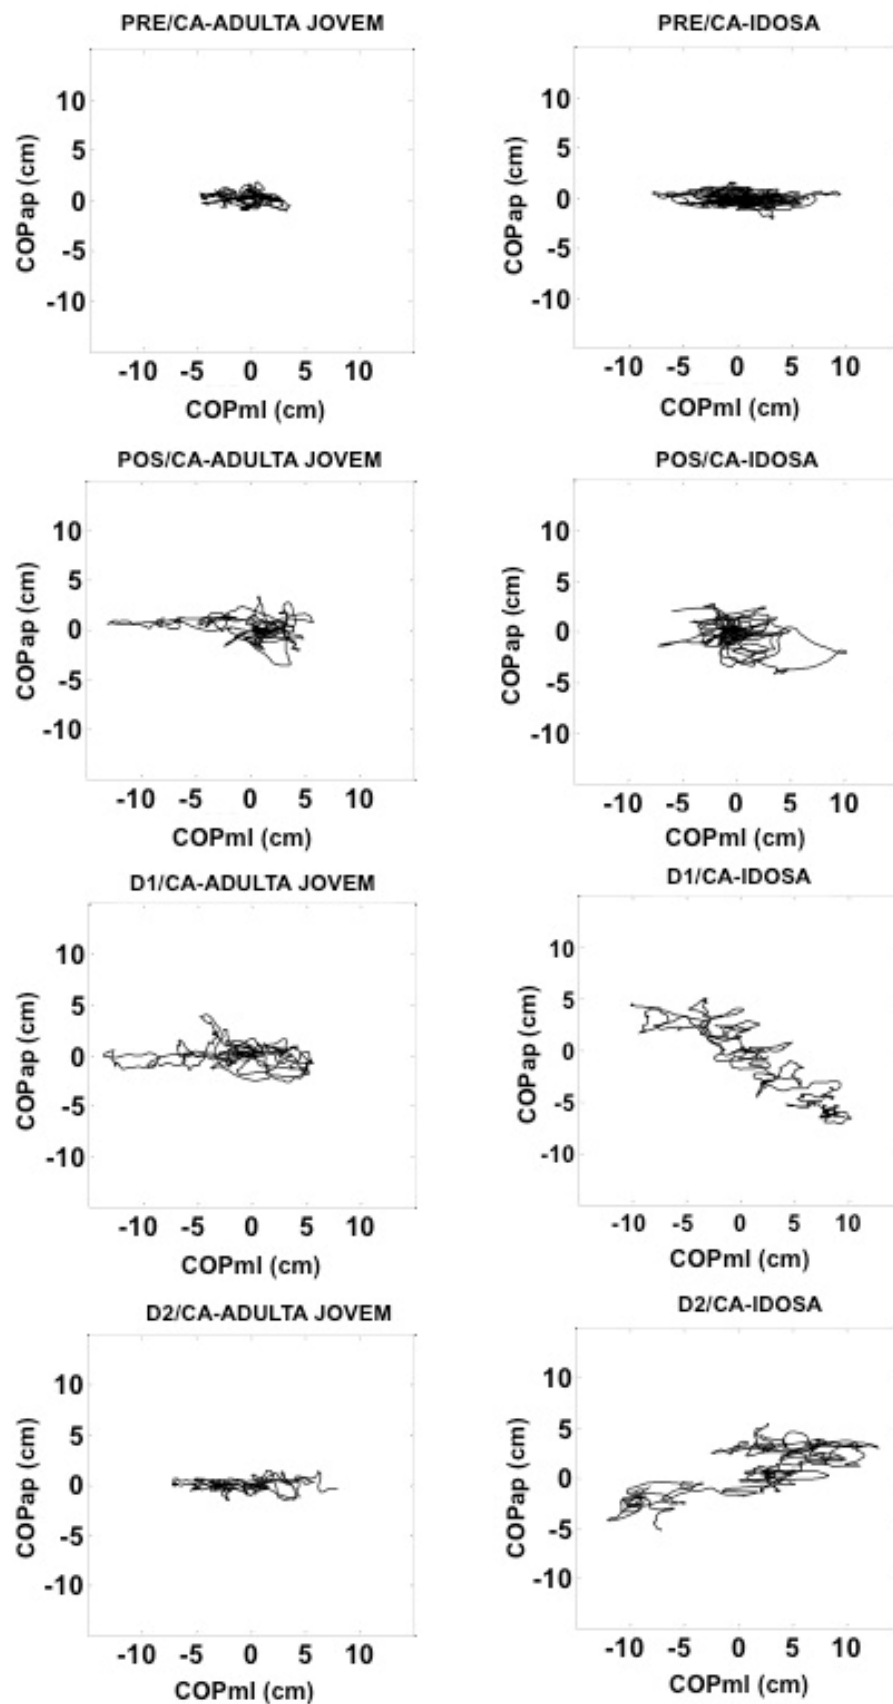 PRE/CA-ADULTA JOVEM
COPap (cm)
10
5
0
-5
-10
-10 -5 0 5 10
COPml (cm)
PRE/CA-IDOSA
COPap (cm)
10
5
0
-5
-10
-10 -5 0 5 10
COPml (cm)
POS/CA-ADULTA JOVEM
COPap (cm)
10
5
0
-5
-10
-10 -5 0 5 10
COPml (cm)
POS/CA-IDOSA
COPap (cm)
10
5
0
-5
-10
-10 -5 0 5 10
COPml (cm)
D1/CA-ADULTA JOVEM
COPap (cm)
10
5
0
-5
-10
-10 -5 0 5 10
COPml (cm)
D1/CA-IDOSA
COPap (cm)
10
5
0
-5
-10
-10 -5 0 5 10
COPml (cm)
D2/CA-ADULTA JOVEM
COPap (cm)
10
5
0
-5
-10
-10 -5 0 5 10
COPml (cm)
D2/CA-IDOSA
COPap (cm)
10
5
0
-5
-10
-10 -5 0 5 10
COPml (cm)